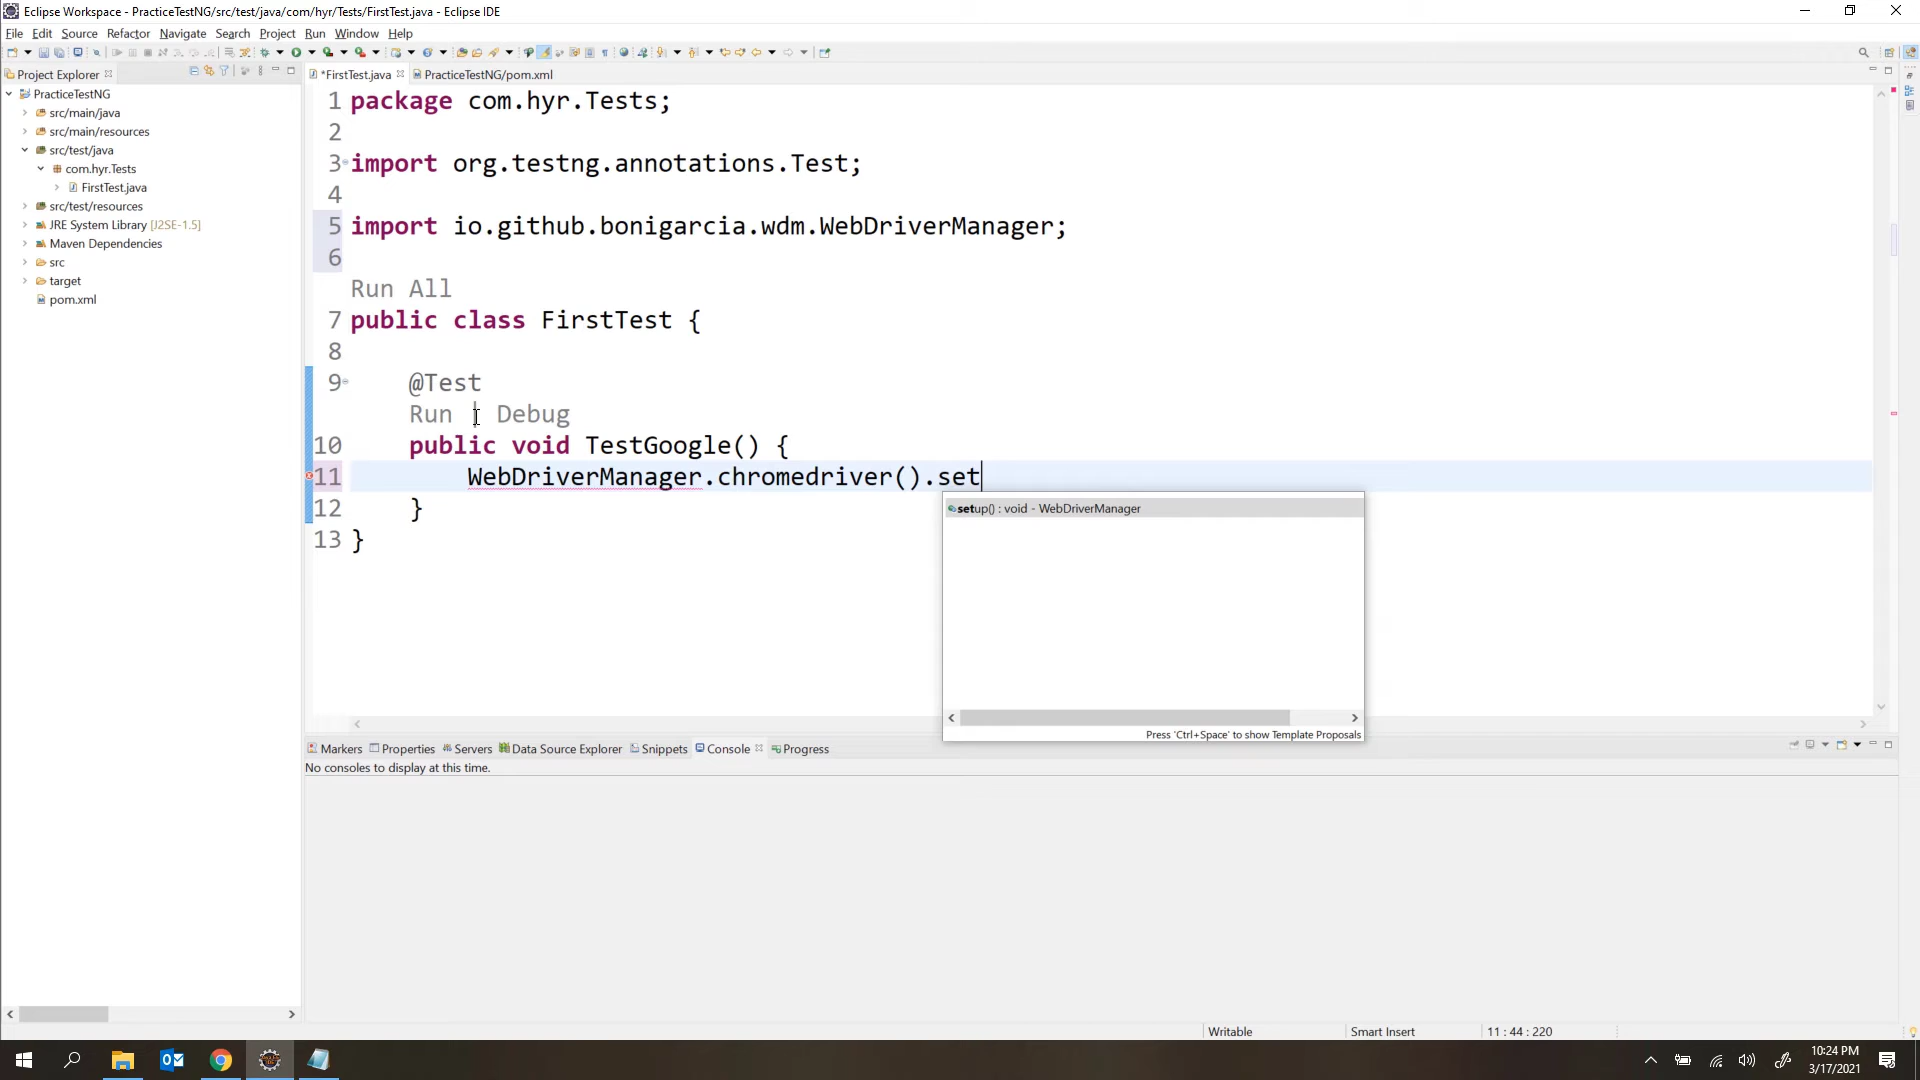 Eclipse Workspace - PracticeTestNG/src/test/java/com/hyr/Tests/FirstTest.java - Eclipse IDE
File Edit Source Refactor Navigate Search Project Run Window Help
Project Explorer
*FirstTest.java PracticeTestNG/pom.xml
PracticeTestNG
src/main/java
src/main/resources
src/test/java
com.hyr.Tests
FirstTest.java
src/test/resources
JRE System Library [J2SE-1.5]
Maven Dependencies
src
target
pom.xml
1 package com.hyr.Tests;
2
3 import org.testng.annotations.Test;
4
5 import io.github.bonigarcia.wdm.WebDriverManager;
6
Run All
7 public class FirstTest {
8
9 @Test
Run | Debug
10 public void TestGoogle() {
11 WebDriverManager.chromedriver().set
12 }
13 }
setup() : void - WebDriverManager
Press 'Ctrl+Space' to show Template Proposals
Markers Properties Servers Data Source Explorer Snippets Console Progress
No consoles to display at this time.
Writable Smart Insert 11 : 44 : 220
10:24 PM
3/17/2021